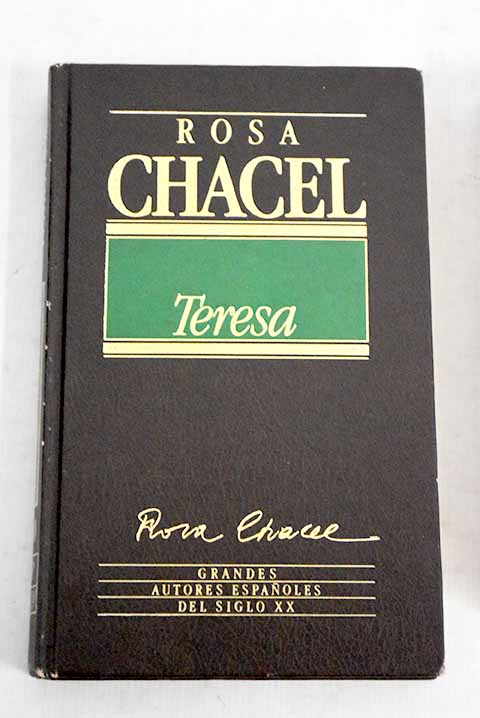 ROSA
CHACEL
Teresa
Rosa Chacel
GRANDES
AUTORES ESPAÑOLES
DEL SIGLO XX